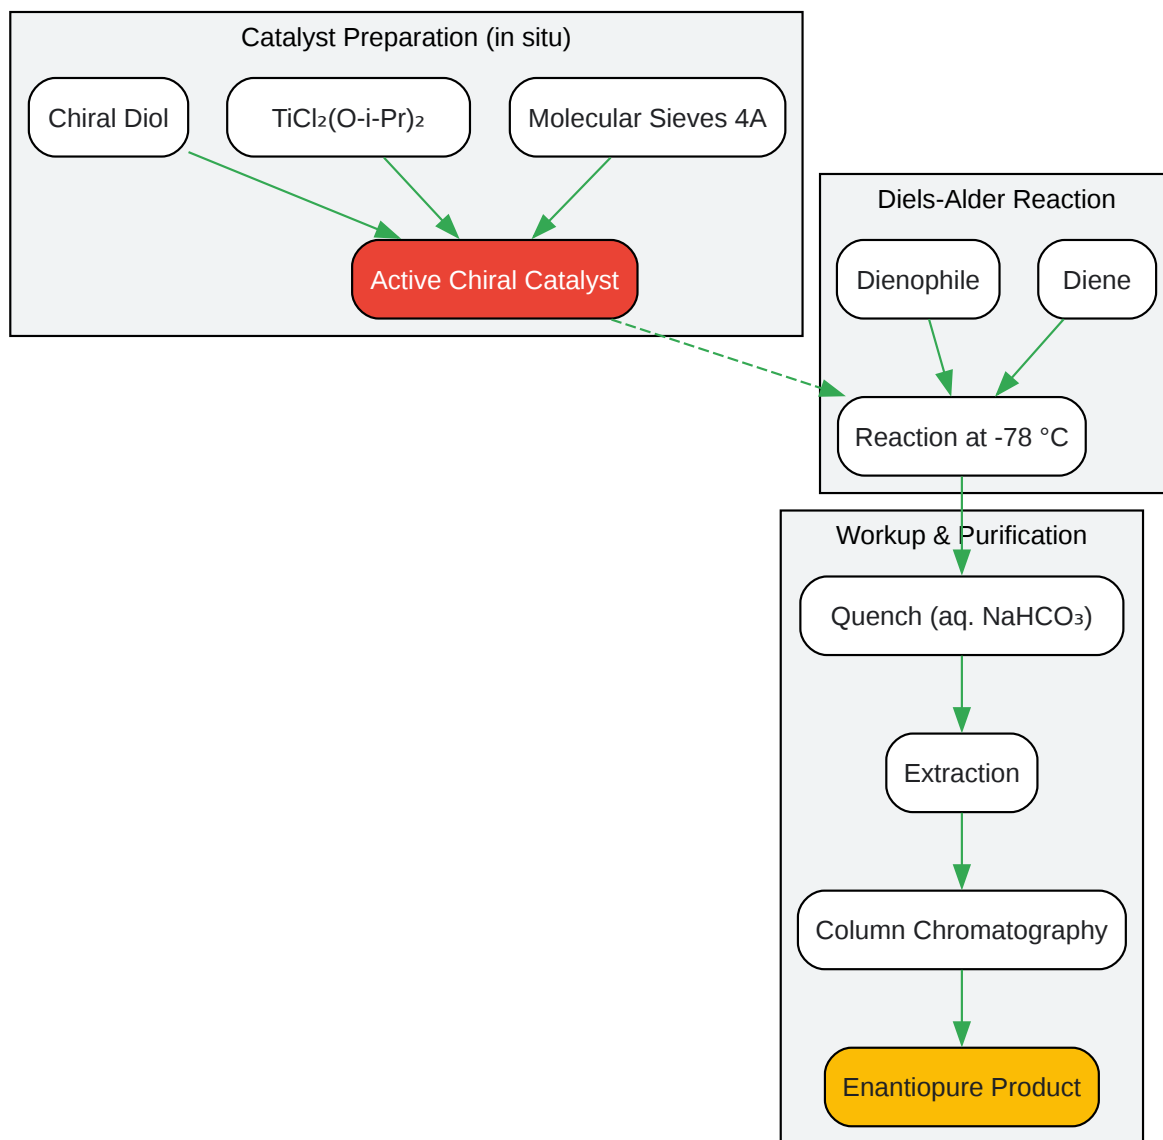 Catalyst Preparation (in situ)
Chiral Diol
TiCl₂(O-i-Pr)₂
Molecular Sieves 4A
Active Chiral Catalyst
Diels-Alder Reaction
Dienophile
Diene
Reaction at -78 °C
Workup & Purification
Quench (aq. NaHCO₃)
Extraction
Column Chromatography
Enantiopure Product